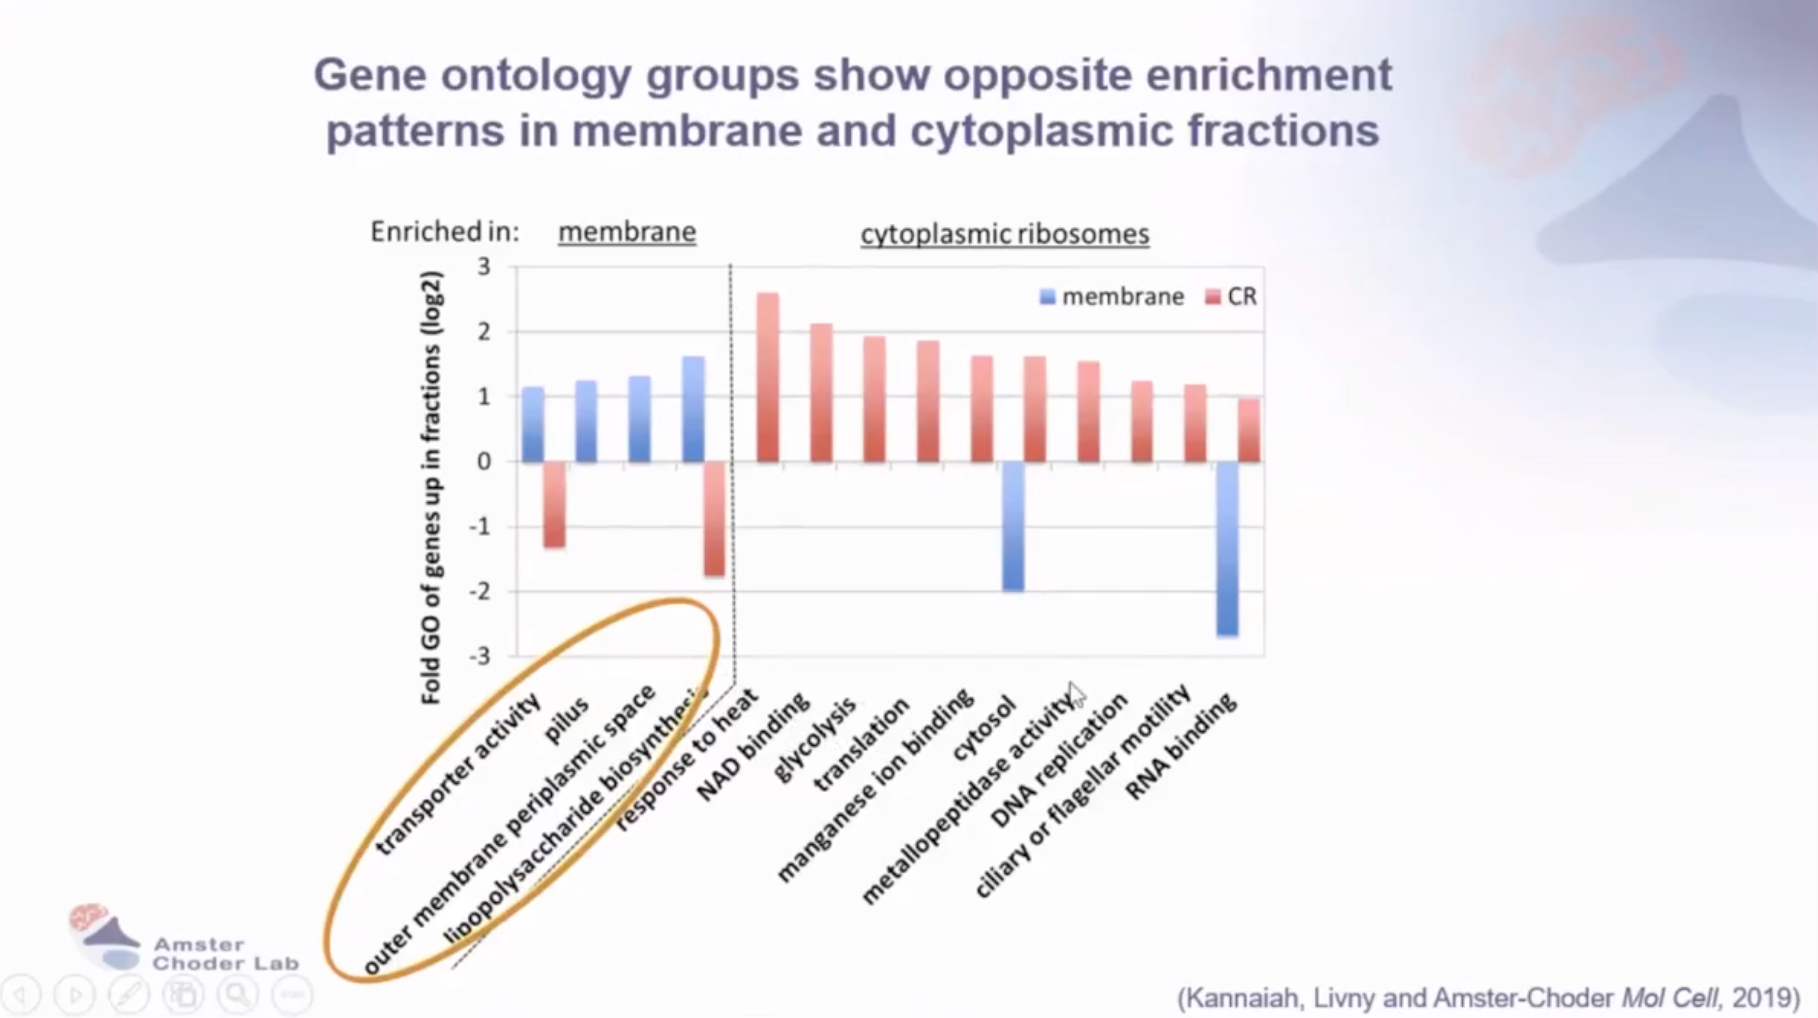 Gene ontology groups show opposite enrichment
patterns in membrane and cytoplasmic fractions
Enriched in: membrane cytoplasmic ribosomes
Fold GO of genes up in fractions (log2)
3
2
1
0
-1
-2
-3
membrane CR
transporter activity
pilus
outer membrane periplasmic space
lipopolysaccharide biosynthesis
response to heat
NAD binding
glycolysis
translation
manganese ion binding
cytosol
metallopeptidase activity
DNA replication
ciliary or flagellar motility
RNA binding
Amster
Choder Lab
(Kannaiah, Livny and Amster-Choder Mol Cell, 2019)